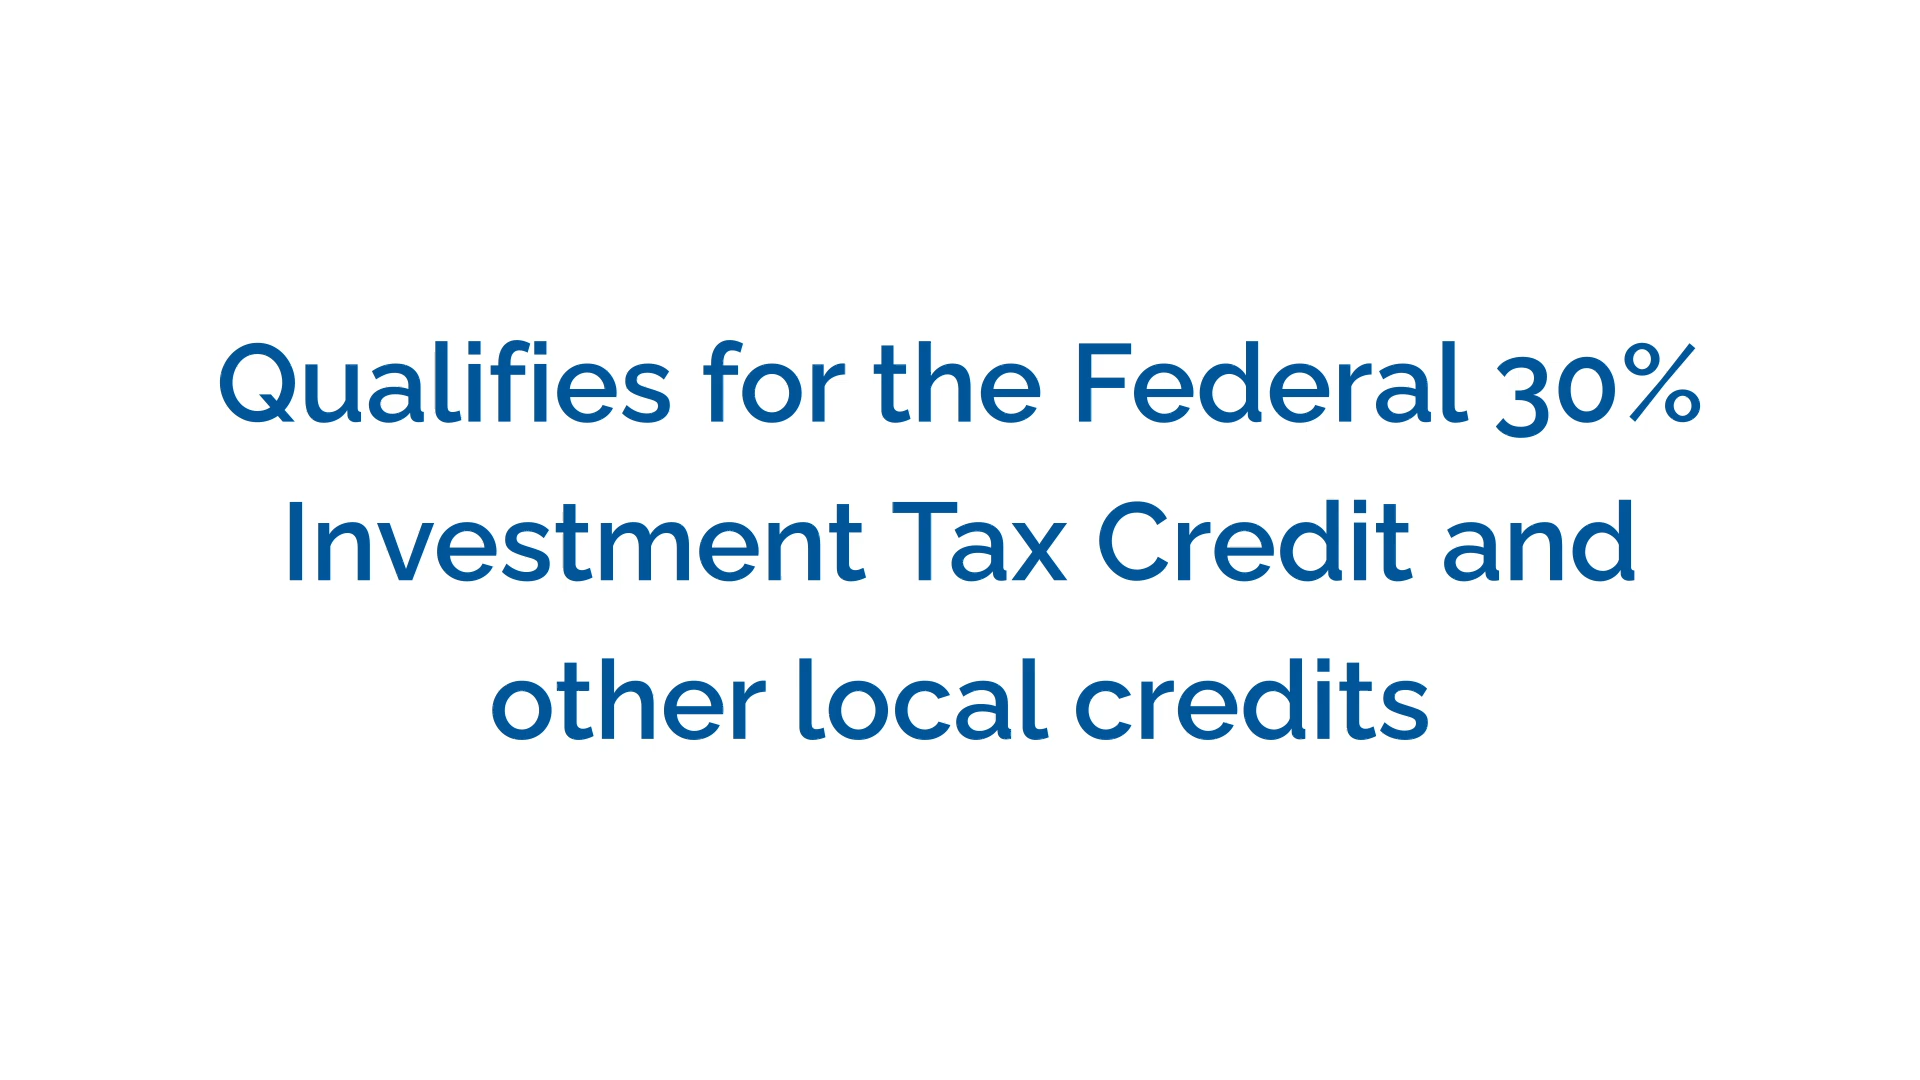 Qualifies for the Federal 30%
Investment Tax Credit and
other local credits